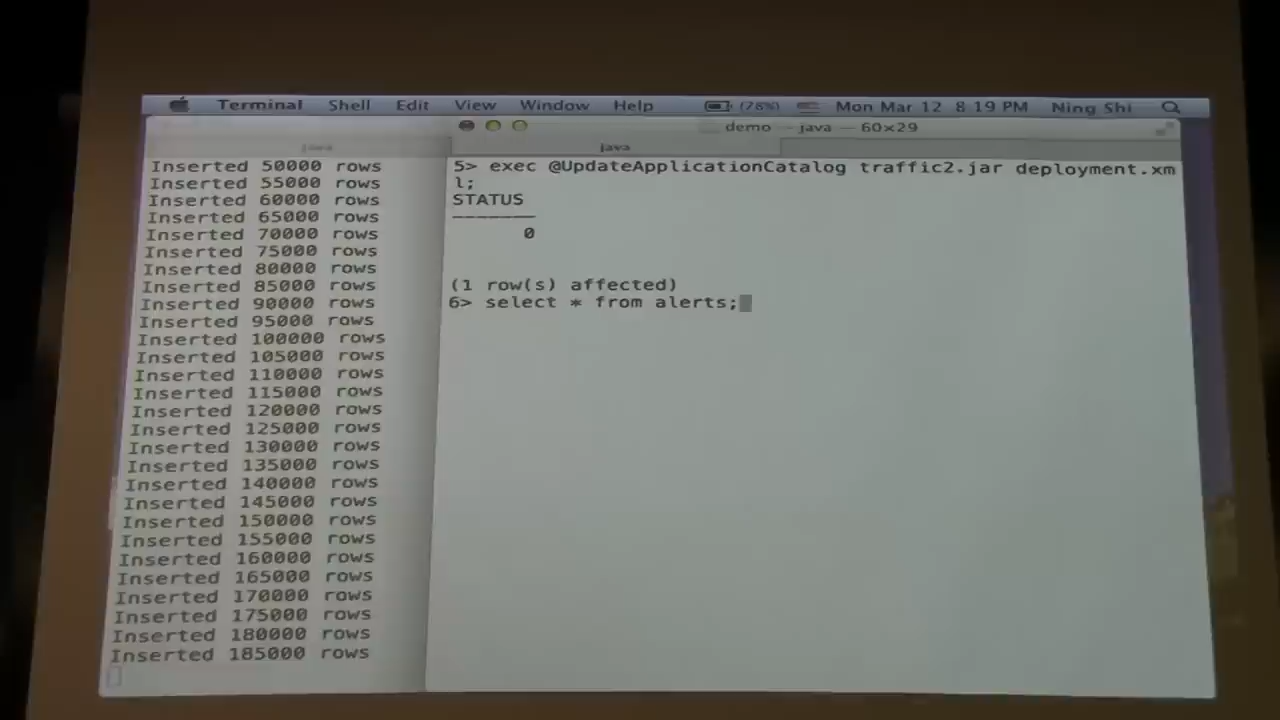 Terminal Shell Edit View Window Help (78%) Mon Mar 12 8:19 PM Ning Shi
demo — java — 60×29
java
java
Inserted 50000 rows
Inserted 55000 rows
Inserted 60000 rows
Inserted 65000 rows
Inserted 70000 rows
Inserted 75000 rows
Inserted 80000 rows
Inserted 85000 rows
Inserted 90000 rows
Inserted 95000 rows
Inserted 100000 rows
Inserted 105000 rows
Inserted 110000 rows
Inserted 115000 rows
Inserted 120000 rows
Inserted 125000 rows
Inserted 130000 rows
Inserted 135000 rows
Inserted 140000 rows
Inserted 145000 rows
Inserted 150000 rows
Inserted 155000 rows
Inserted 160000 rows
Inserted 165000 rows
Inserted 170000 rows
Inserted 175000 rows
Inserted 180000 rows
Inserted 185000 rows
5> exec @UpdateApplicationCatalog traffic2.jar deployment.xm
l;
STATUS
-------
0
(1 row(s) affected)
6> select * from alerts;